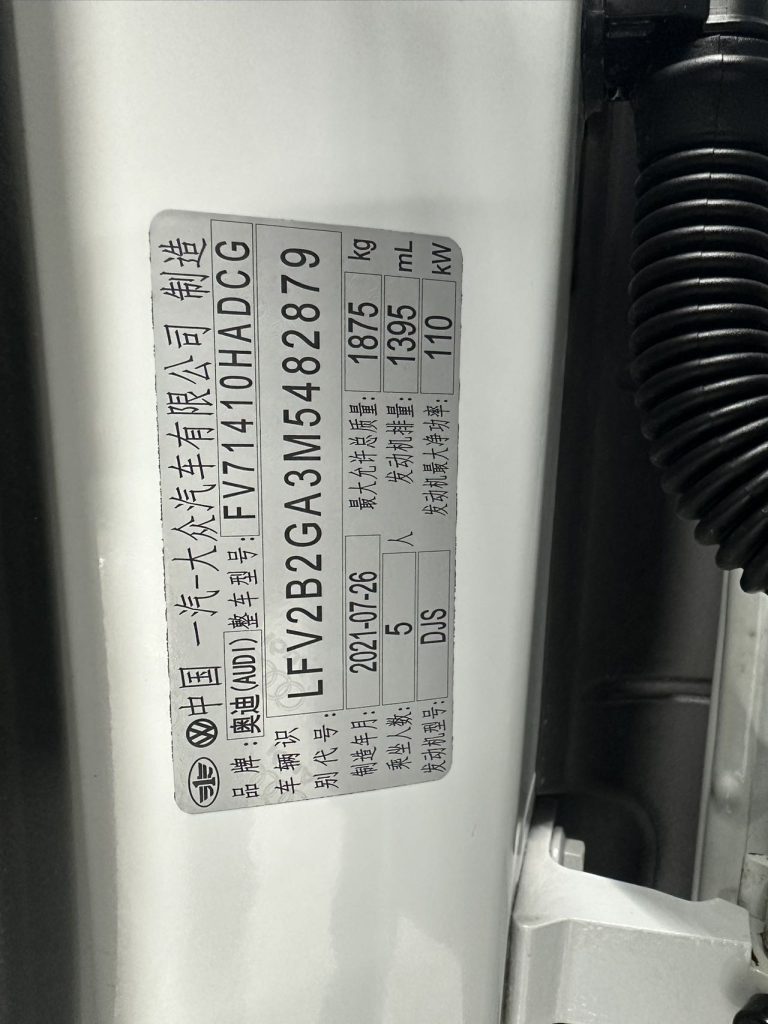 中国 一汽-大众汽车有限公司 制造
品牌:奥迪(AUDI) 整车型号:FV71410HADCG
车辆识别代号:LFV2B2GA3M5482879
制造年月:2021-07-26 最大允许总质量:1875 kg
乘坐人数:5 人 发动机排量:1395 mL
发动机型号:DJS 发动机最大净功率:110 kW